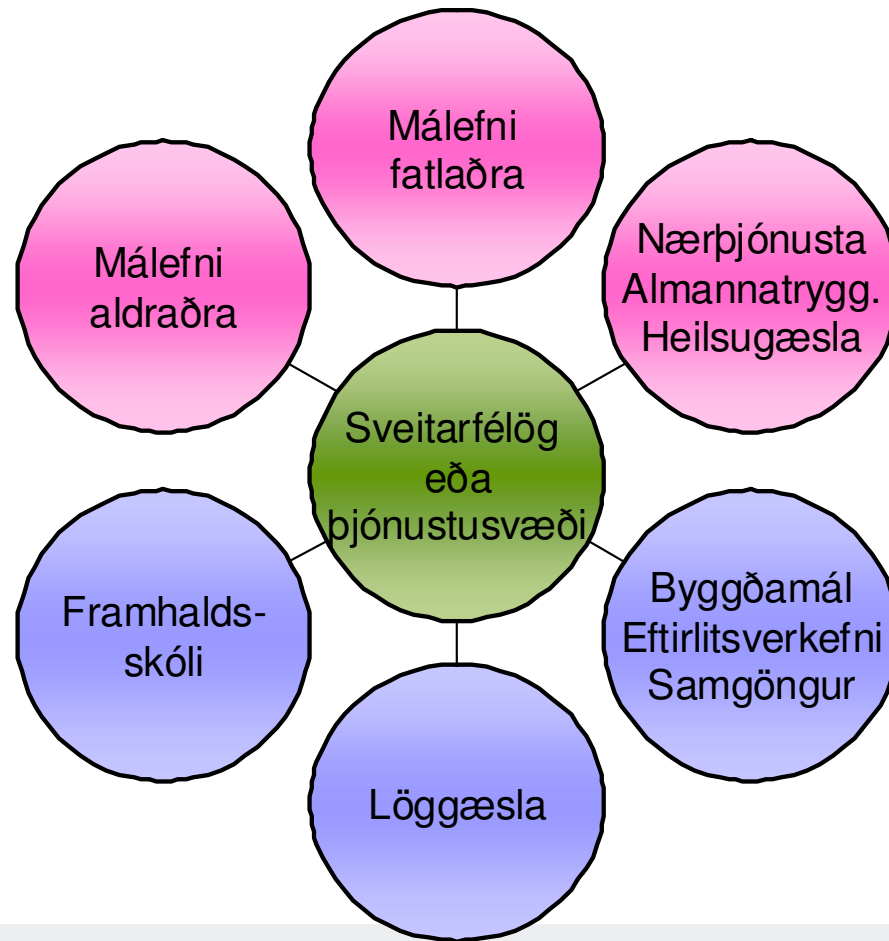 Málefni
fatlaðra
Málefni
aldraðra
Nærþjónusta
Almannatrygg.
Heilsugæsla
Sveitarfélög
eða
þjónustusvæði
Framhalds-
skóli
Byggðamál
Eftirlitsverkefni
Samgöngur
Löggæsla